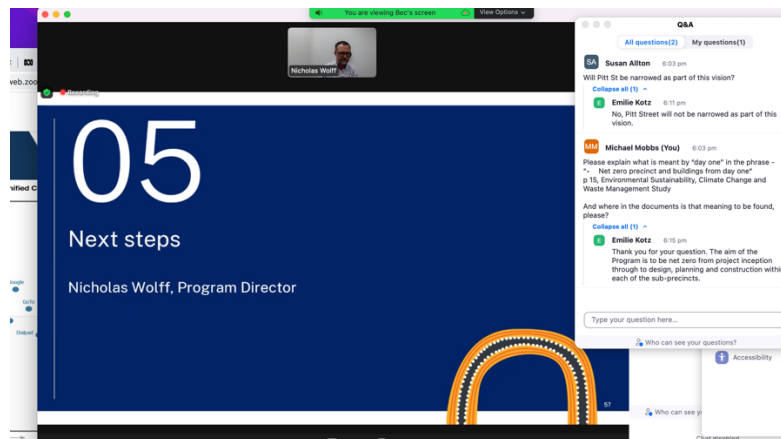 You are viewing Bec's screen
View Options
Nicholas Wolff
Recording
05
Next steps
Nicholas Wolff, Program Director
57
web.zoo
nified C
Google
GoTo
Q&A
All questions(2) My questions(1)
SA Susan Allton 6:03 pm
Will Pitt St be narrowed as part of this vision?
Collapse all (1)
E Emilie Kotz 6:11 pm
No, Pitt Street will not be narrowed as part of this
vision.
MM Michael Mobbs (You) 6:03 pm
Please explain what is meant by "day one" in the phrase -
"• Net zero precinct and buildings from day one"
p 15, Environmental Sustainability, Climate Change and
Waste Management Study
And where in the documents is that meaning to be found,
please?
Collapse all (1)
E Emilie Kotz 6:15 pm
Thank you for your question. The aim of the
Program is to be net zero from project inception
through to design, planning and construction withi
each of the sub-precincts.
Type your question here...
Who can see your questions?
Accessibility
Who can see y